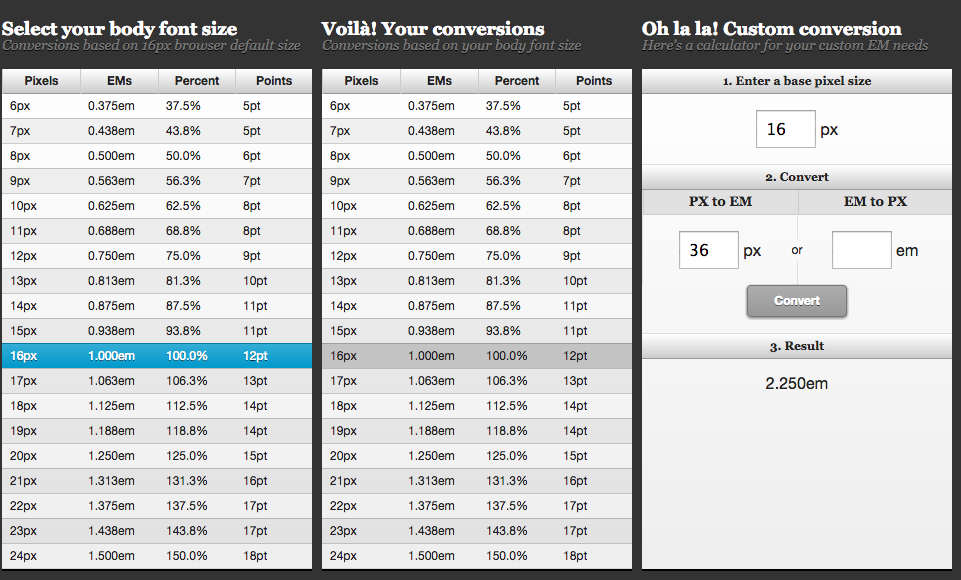 Select your body font size
Conversions based on 16px browser default size
Pixels EMs Percent Points
6px 0.375em 37.5% 5pt
7px 0.438em 43.8% 5pt
8px 0.500em 50.0% 6pt
9px 0.563em 56.3% 7pt
10px 0.625em 62.5% 8pt
11px 0.688em 68.8% 8pt
12px 0.750em 75.0% 9pt
13px 0.813em 81.3% 10pt
14px 0.875em 87.5% 11pt
15px 0.938em 93.8% 11pt
16px 1.000em 100.0% 12pt
17px 1.063em 106.3% 13pt
18px 1.125em 112.5% 14pt
19px 1.188em 118.8% 14pt
20px 1.250em 125.0% 15pt
21px 1.313em 131.3% 16pt
22px 1.375em 137.5% 17pt
23px 1.438em 143.8% 17pt
24px 1.500em 150.0% 18pt
Voilà! Your conversions
Conversions based on your body font size
Pixels EMs Percent Points
6px 0.375em 37.5% 5pt
7px 0.438em 43.8% 5pt
8px 0.500em 50.0% 6pt
9px 0.563em 56.3% 7pt
10px 0.625em 62.5% 8pt
11px 0.688em 68.8% 8pt
12px 0.750em 75.0% 9pt
13px 0.813em 81.3% 10pt
14px 0.875em 87.5% 11pt
15px 0.938em 93.8% 11pt
16px 1.000em 100.0% 12pt
17px 1.063em 106.3% 13pt
18px 1.125em 112.5% 14pt
19px 1.188em 118.8% 14pt
20px 1.250em 125.0% 15pt
21px 1.313em 131.3% 16pt
22px 1.375em 137.5% 17pt
23px 1.438em 143.8% 17pt
24px 1.500em 150.0% 18pt
Oh la la! Custom conversion
Here's a calculator for your custom EM needs
1. Enter a base pixel size
16 px
2. Convert
PX to EM EM to PX
36 px or em
Convert
3. Result
2.250em